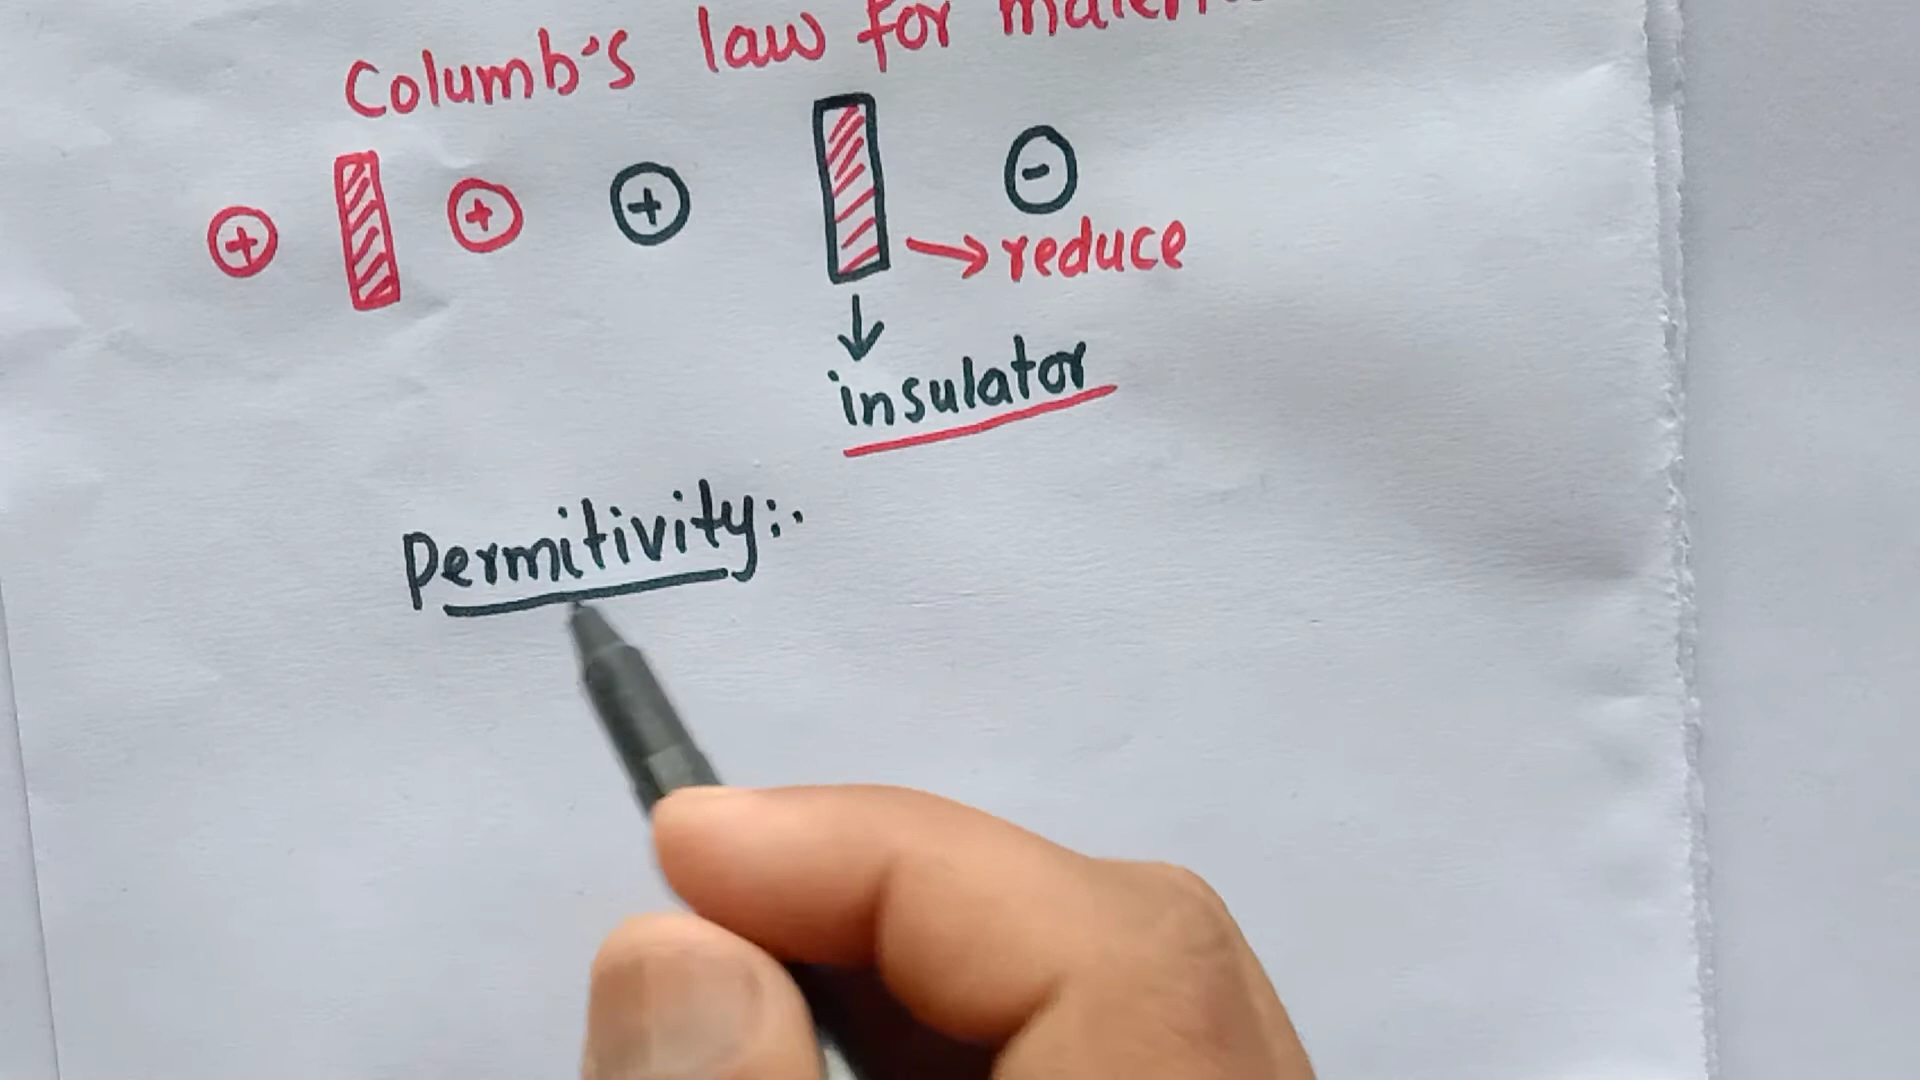 Columb's law for
+ + + -
reduce
insulator
Permitivity:.